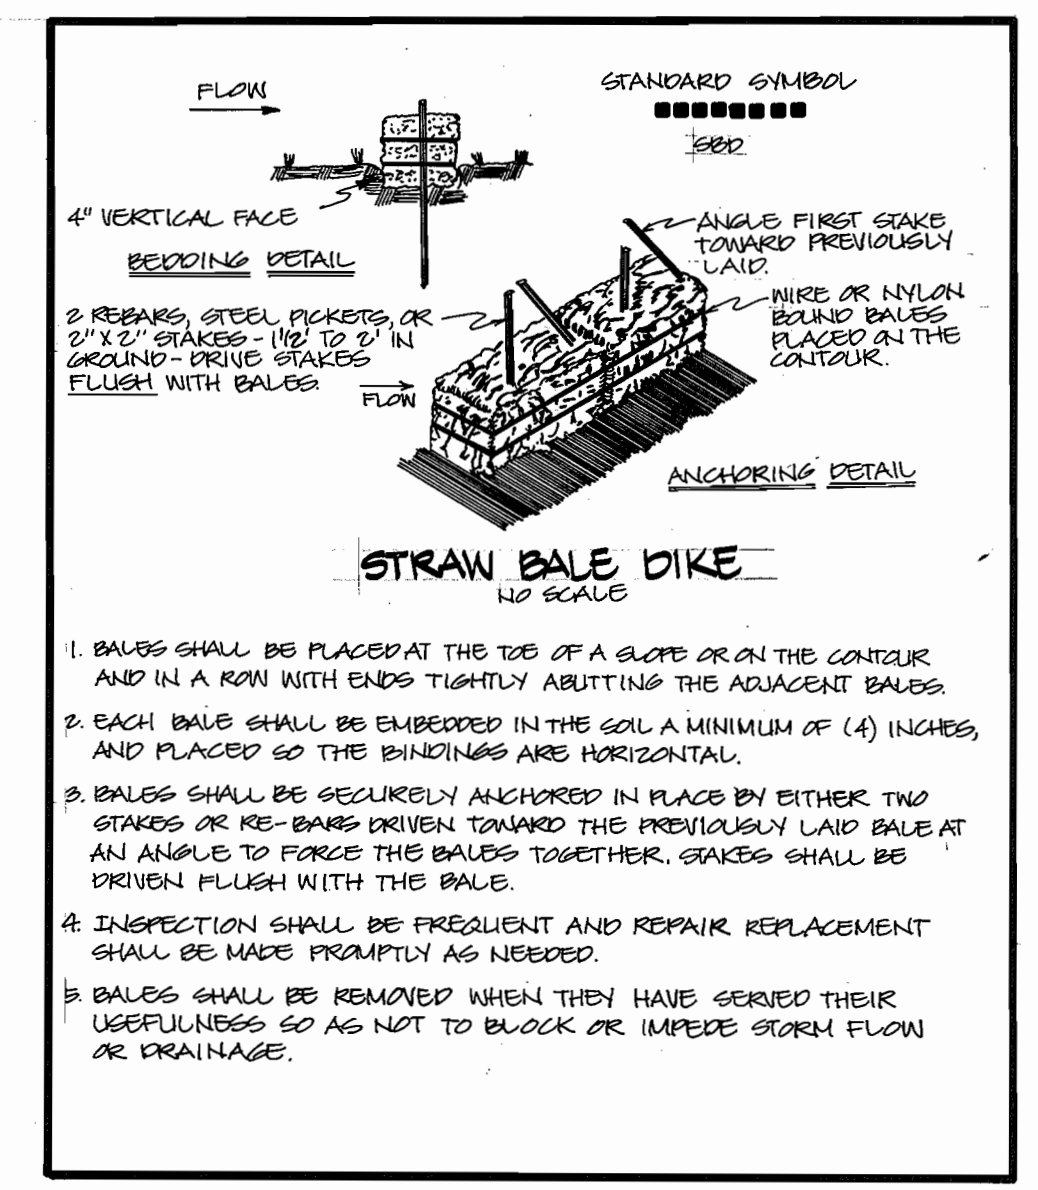 FLOW
STANDARD SYMBOL
SBD
4" VERTICAL FACE
BEDDING DETAIL
ANGLE FIRST STAKE
TOWARD PREVIOUSLY
LAID.
2 REBARS, STEEL PICKETS, OR
2" X 2" STAKES - 1 1/2' TO 2' IN
GROUND - DRIVE STAKES
FLUSH WITH BALES.
WIRE OR NYLON
BOUND BALES
PLACED ON THE
CONTOUR.
FLOW
ANCHORING DETAIL
STRAW BALE DIKE
NO SCALE
1. BALES SHALL BE PLACED AT THE TOE OF A SLOPE OR ON THE CONTOUR
AND IN A ROW WITH ENDS TIGHTLY ABUTTING THE ADJACENT BALES.
2. EACH BALE SHALL BE EMBEDDED IN THE SOIL A MINIMUM OF (4) INCHES,
AND PLACED SO THE BINDINGS ARE HORIZONTAL.
3. BALES SHALL BE SECURELY ANCHORED IN PLACE BY EITHER TWO
STAKES OR RE-BARS DRIVEN TOWARD THE PREVIOUSLY LAID BALE AT
AN ANGLE TO FORCE THE BALES TOGETHER. STAKES SHALL BE
DRIVEN FLUSH WITH THE BALE.
4. INSPECTION SHALL BE FREQUENT AND REPAIR REPLACEMENT
SHALL BE MADE PROMPTLY AS NEEDED.
5. BALES SHALL BE REMOVED WHEN THEY HAVE SERVED THEIR
USEFULNESS SO AS NOT TO BLOCK OR IMPEDE STORM FLOW
OR DRAINAGE.